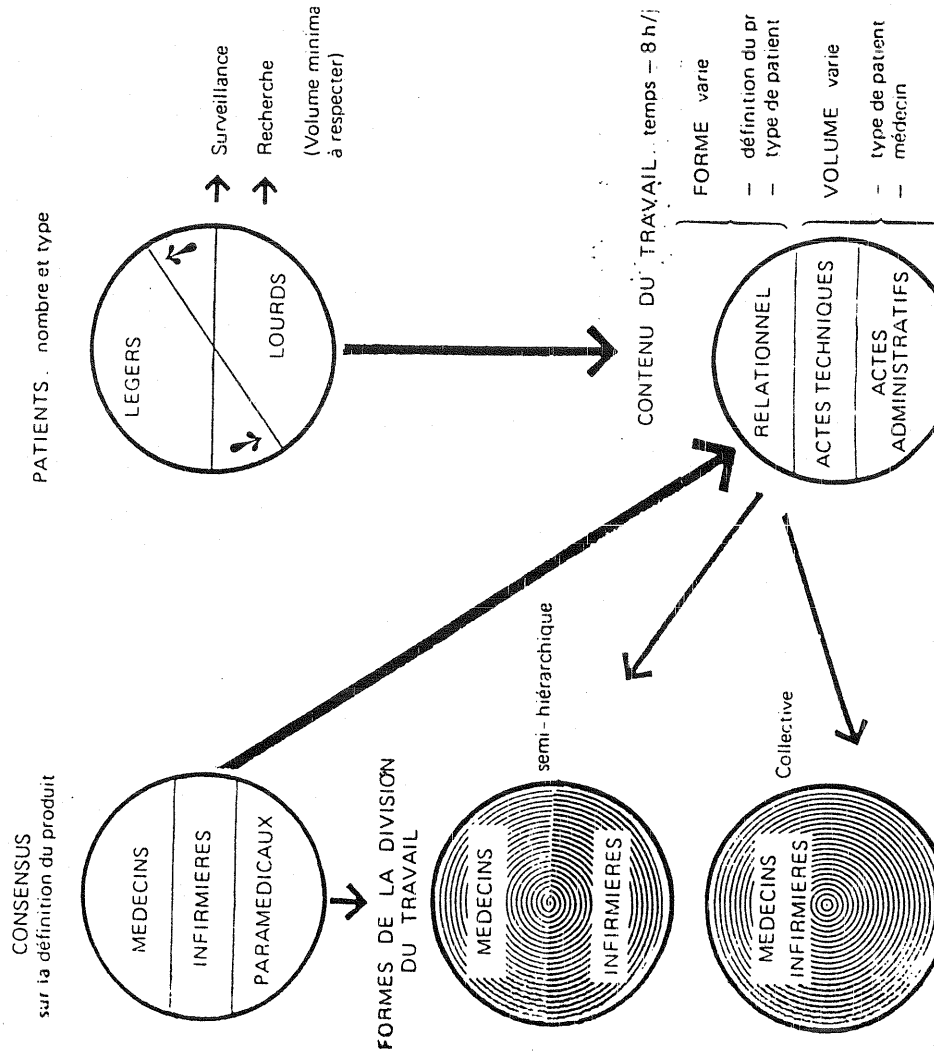 CONSENSUS
sur la définition du produit
MEDECINS
INFIRMIERES
PARAMEDICAUX
PATIENTS. nombre et type
LEGERS
LOURDS
Surveillance
Recherche
(Volume minima
à respecter)
FORMES DE LA DIVISION
DU TRAVAIL
semi-hiérarchique
MEDECINS
INFIRMIERES
Collective
MEDECINS
INFIRMIERES
CONTENU DU TRAVAIL.. temps – 8 h/j
RELATIONNEL
ACTES TECHNIQUES
ACTES
ADMINISTRATIFS
FORME varie
– définition du pr
– type de patient
VOLUME varie
– type de patient
– médecin